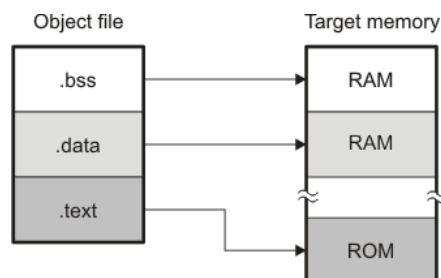 Object file
Target memory
.bss
RAM
.data
RAM
.text
ROM